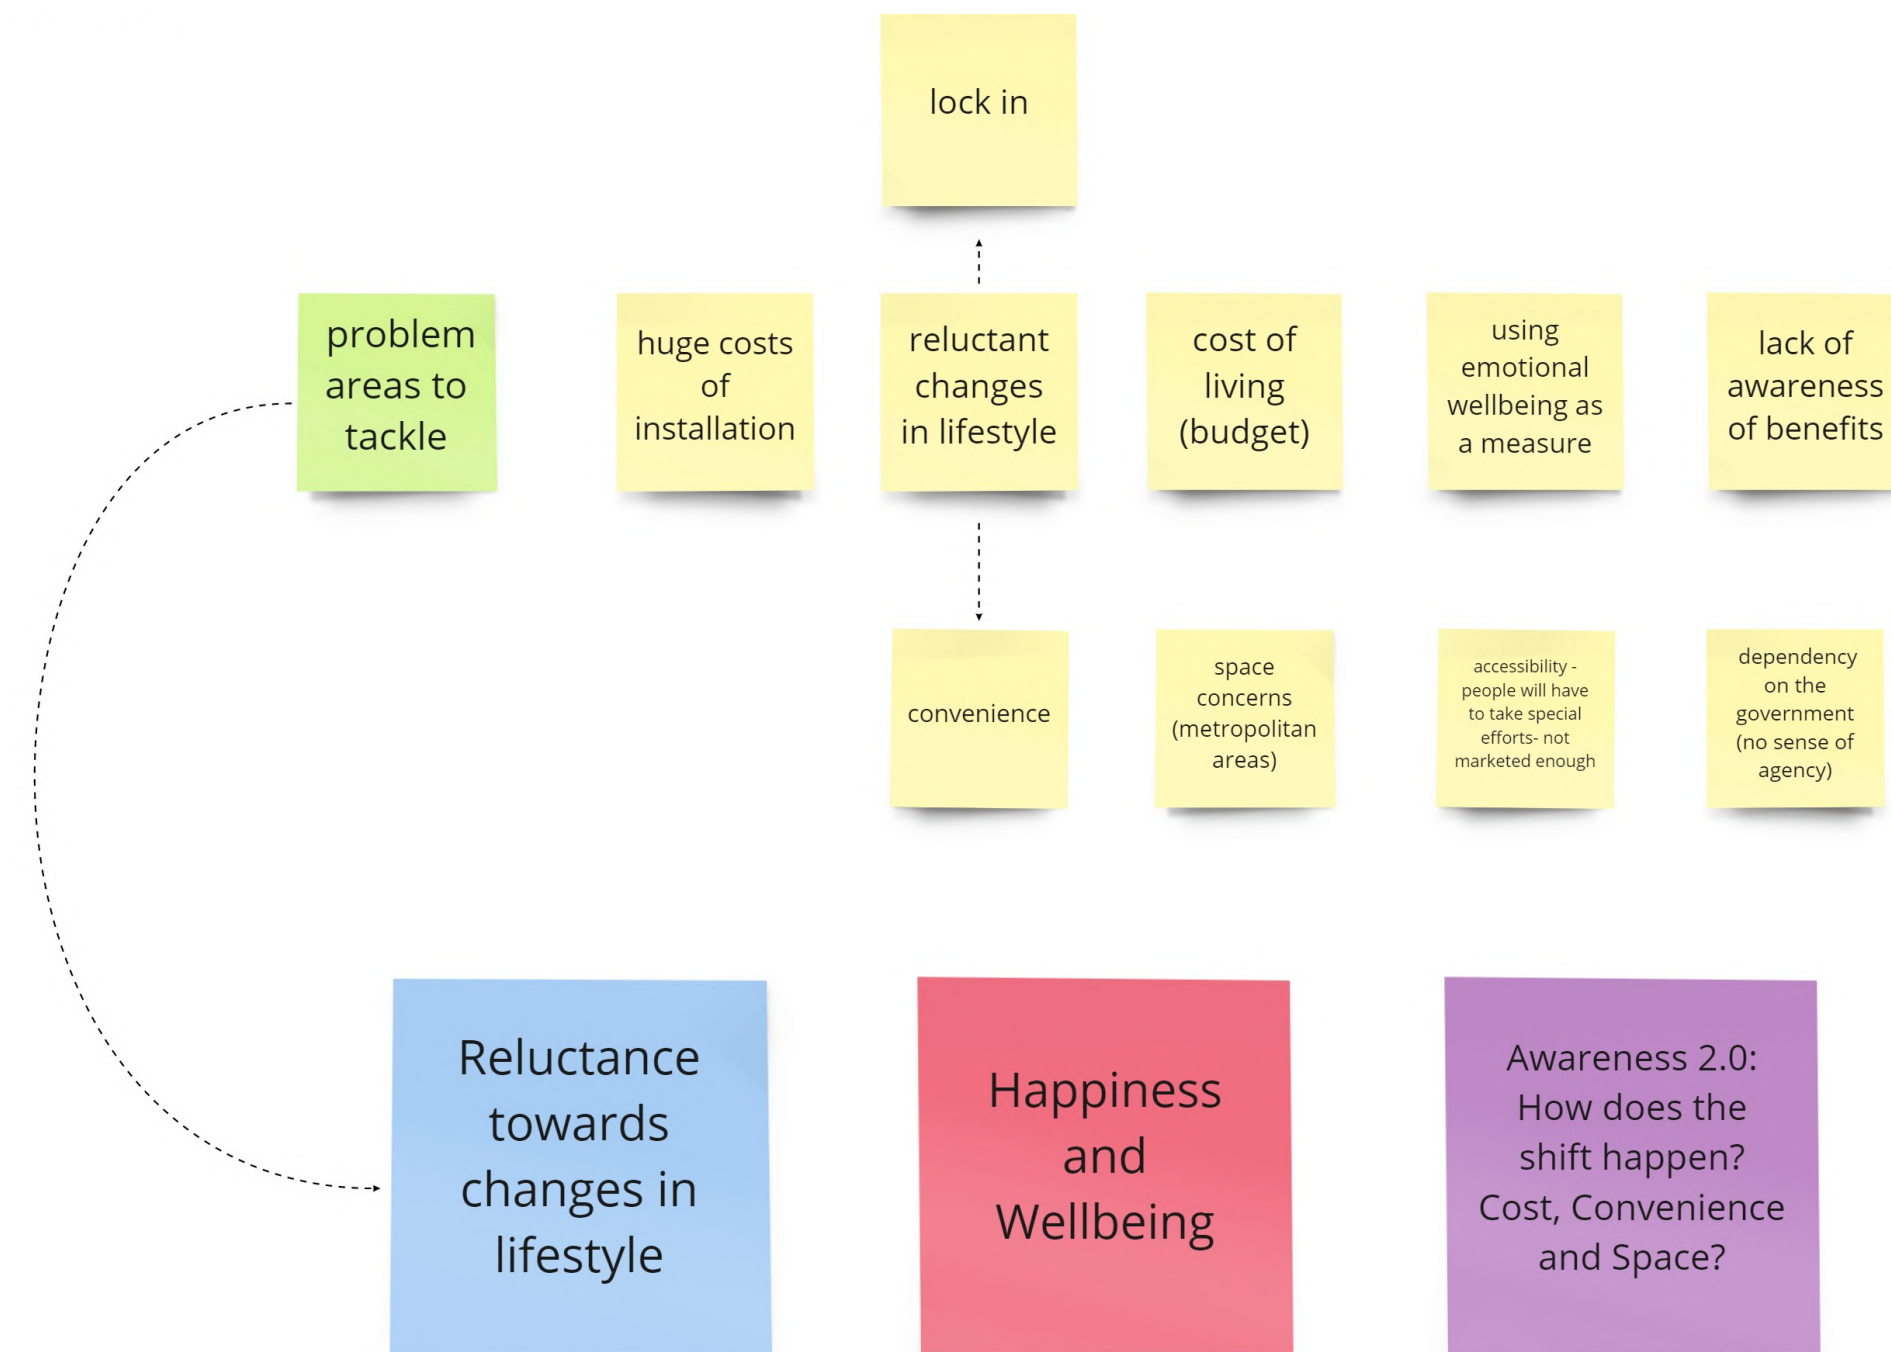 lock in
problem
areas to
tackle
huge costs
of
installation
reluctant
changes
in lifestyle
cost of
living
(budget)
using
emotional
wellbeing as
a measure
lack of
awareness
of benefits
convenience
space
concerns
(metropolitan
areas)
accessibility -
people will have
to take special
efforts- not
marketed enough
dependency
on the
government
(no sense of
agency)
Reluctance
towards
changes in
lifestyle
Happiness
and
Wellbeing
Awareness 2.0:
How does the
shift happen?
Cost, Convenience
and Space?